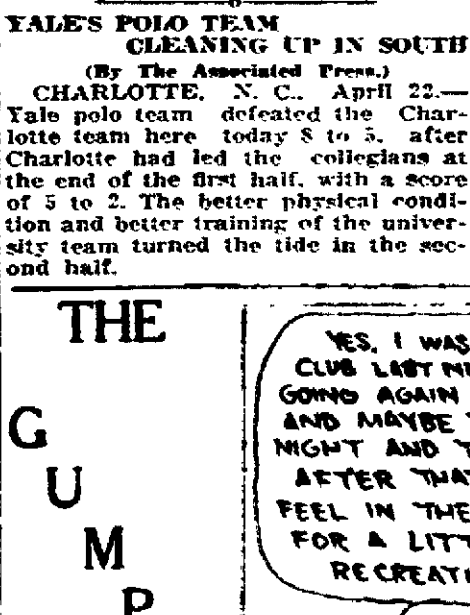 YALE'S POLO TEAM
CLEANING UP IN SOUTH
(By The Associated Press.)
CHARLOTTE, N. C., April 22.—
Yale polo team defeated the Char-
lotte team here today 8 to 5, after
Charlotte had led the collegians at
the end of the first half, with a score
of 5 to 2. The better physical condi-
tion and better training of the univer-
sity team turned the tide in the sec-
ond half.
THE
G
U
M
P
YES, I WAS
CLUB LAST NI
GOING AGAIN
AND MAYBE
NIGHT AND T
AFTER THAT
FEEL IN THE
FOR A LITT
RECREATI